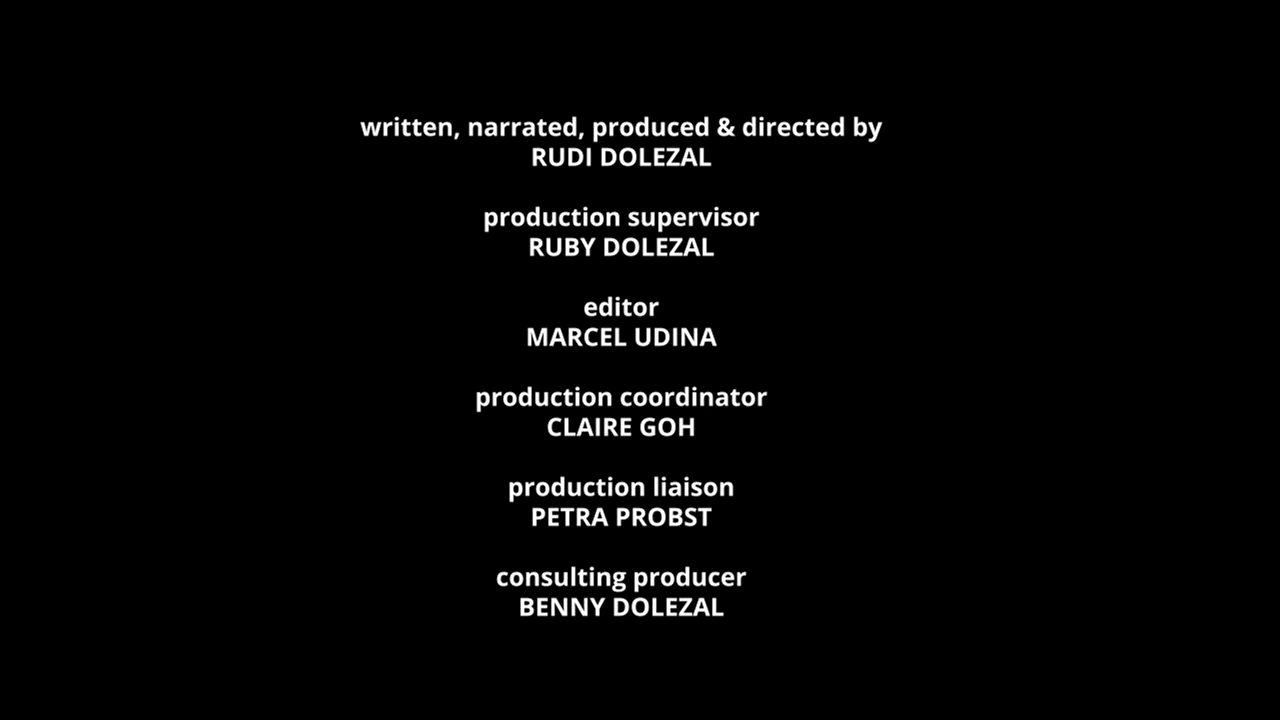 written, narrated, produced & directed by
RUDI DOLEZAL
production supervisor
RUBY DOLEZAL
editor
MARCEL UDINA
production coordinator
CLAIRE GOH
production liaison
PETRA PROBST
consulting producer
BENNY DOLEZAL